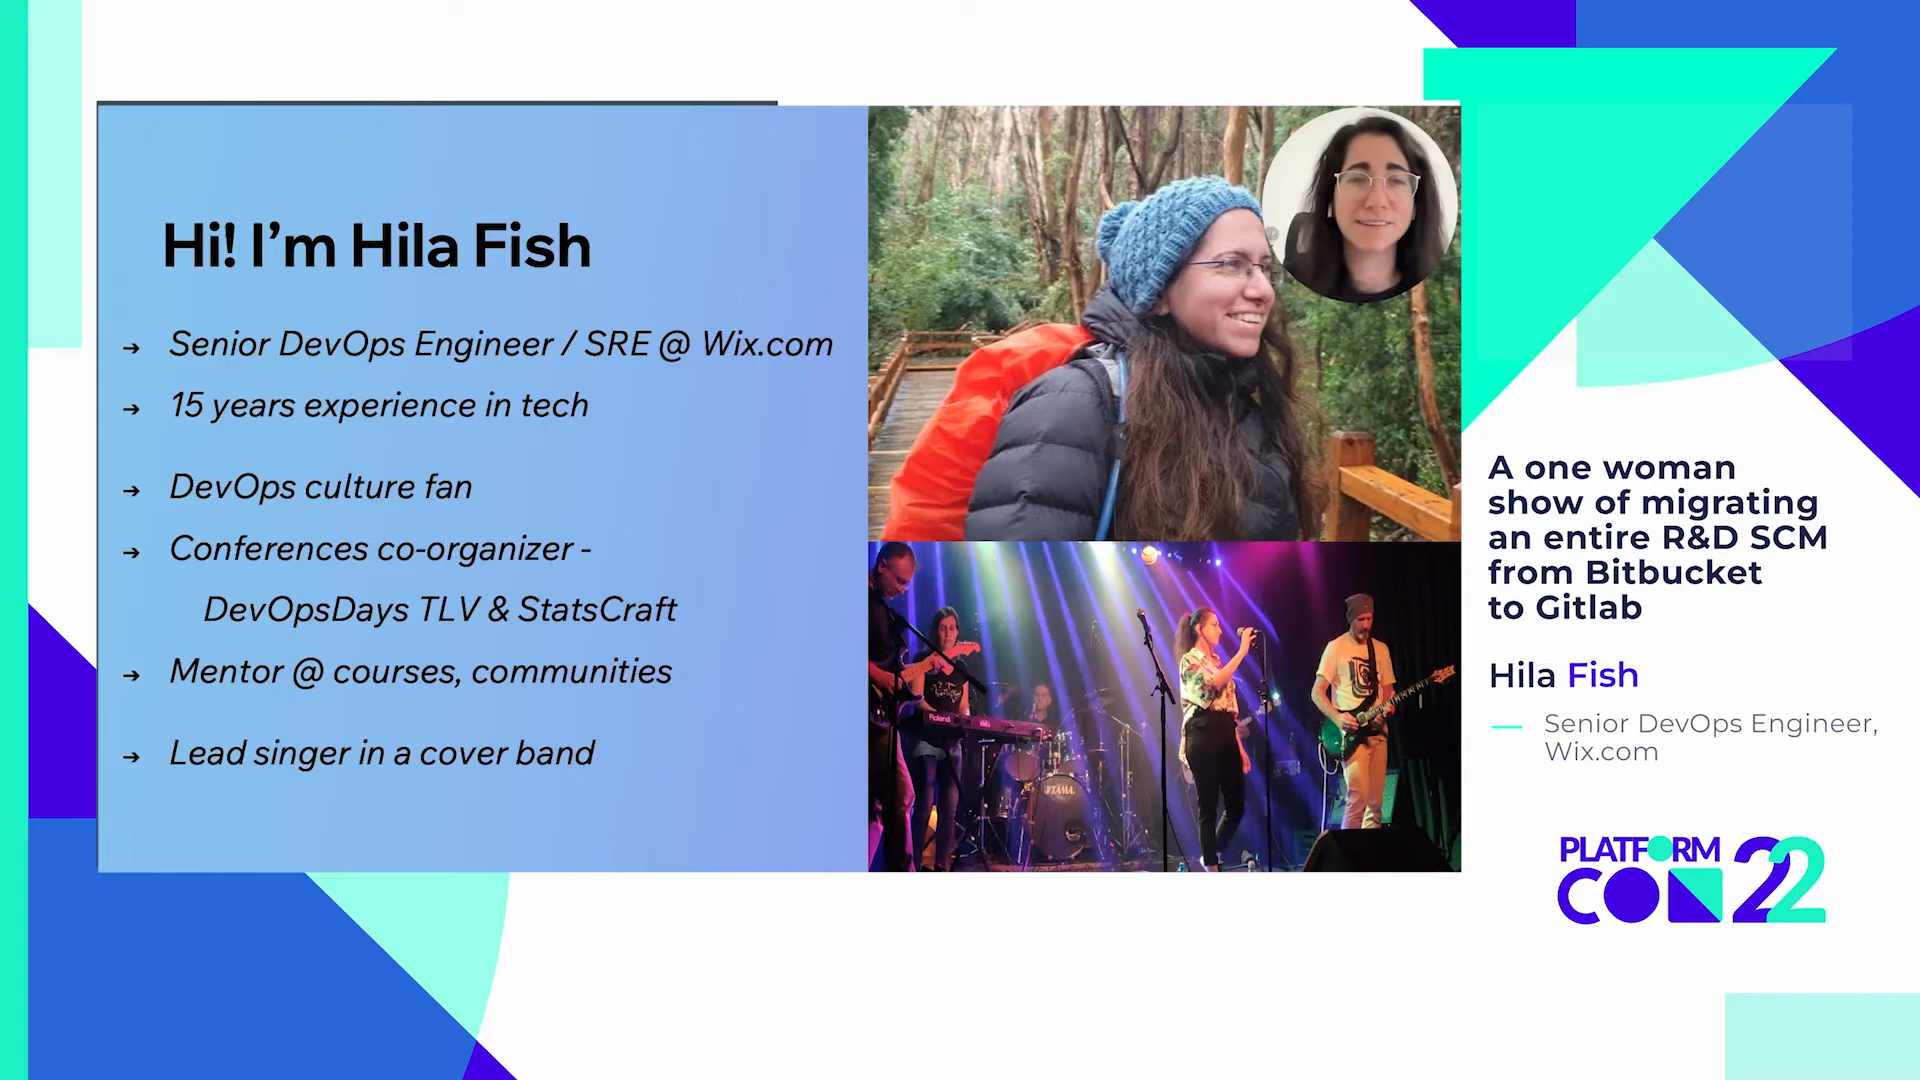 Hi! I’m Hila Fish
→ Senior DevOps Engineer / SRE @ Wix.com
→ 15 years experience in tech
→ DevOps culture fan
→ Conferences co-organizer -
DevOpsDays TLV & StatsCraft
→ Mentor @ courses, communities
→ Lead singer in a cover band
Roland
TAMA
A one woman
show of migrating
an entire R&D SCM
from Bitbucket
to Gitlab
Hila Fish
— Senior DevOps Engineer,
Wix.com
PLATFORM
CON 22